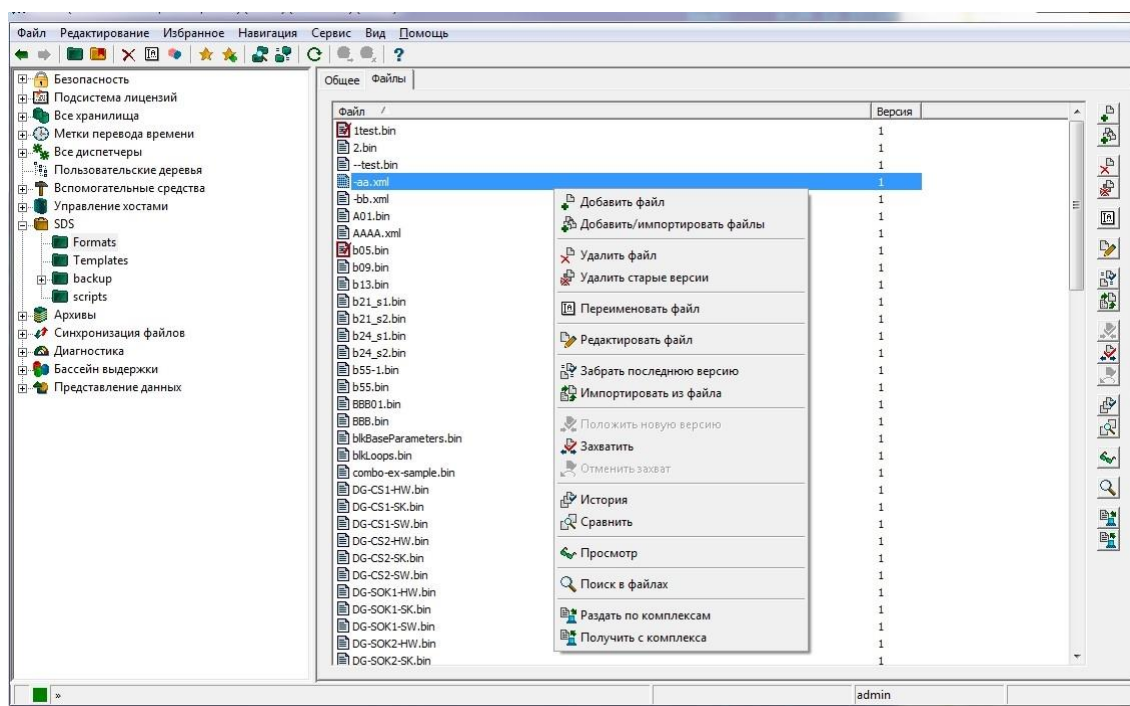 Файл Редактирование Избранное Навигация Сервис Вид Помощь
Безопасность
Подсистема лицензий
Все хранилища
Метки перевода времени
Все диспетчеры
Пользовательские деревья
Вспомогательные средства
Управление хостами
SDS
Formats
Templates
backup
scripts
Архивы
Синхронизация файлов
Диагностика
Бассейн выдержки
Представление данных
Общее Файлы
Файл / Версия
1test.bin 1
2.bin 1
--test.bin 1
-aa.xml 1
-bb.xml 1
A01.bin 1
AAAA.xml 1
b05.bin 1
b09.bin 1
b13.bin 1
b21_s1.bin 1
b21_s2.bin 1
b24_s1.bin 1
b24_s2.bin 1
b55-1.bin 1
b55.bin 1
BBB01.bin 1
BBB.bin 1
blkBaseParameters.bin 1
blkLoops.bin 1
combo-ex-sample.bin 1
DG-CS1-HW.bin 1
DG-CS1-SK.bin 1
DG-CS1-SW.bin 1
DG-CS2-HW.bin 1
DG-CS2-SK.bin 1
DG-CS2-SW.bin 1
DG-SOK1-HW.bin 1
DG-SOK1-SK.bin 1
DG-SOK1-SW.bin 1
DG-SOK2-HW.bin 1
DG-SOK2-SK.bin 1
Добавить файл
Добавить/импортировать файлы
Удалить файл
Удалить старые версии
Переименовать файл
Редактировать файл
Забрать последнюю версию
Импортировать из файла
Положить новую версию
Захватить
Отменить захват
История
Сравнить
Просмотр
Поиск в файлах
Раздать по комплексам
Получить с комплекса
» admin